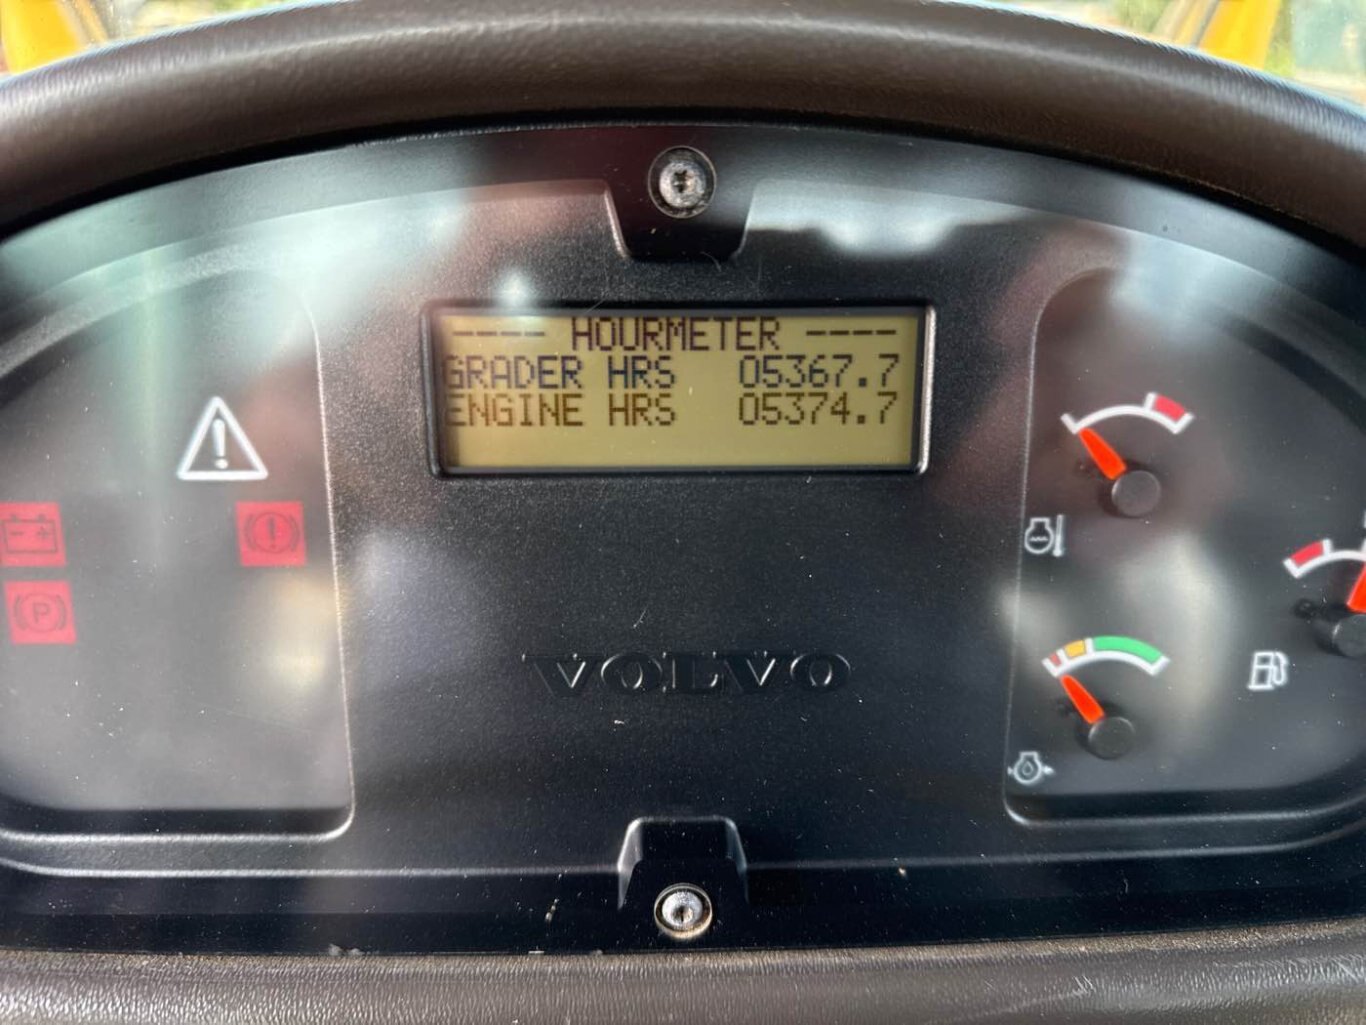 ---- HOURMETER ----
GRADER HRS 05367.7
ENGINE HRS 05374.7
P
VOLVO